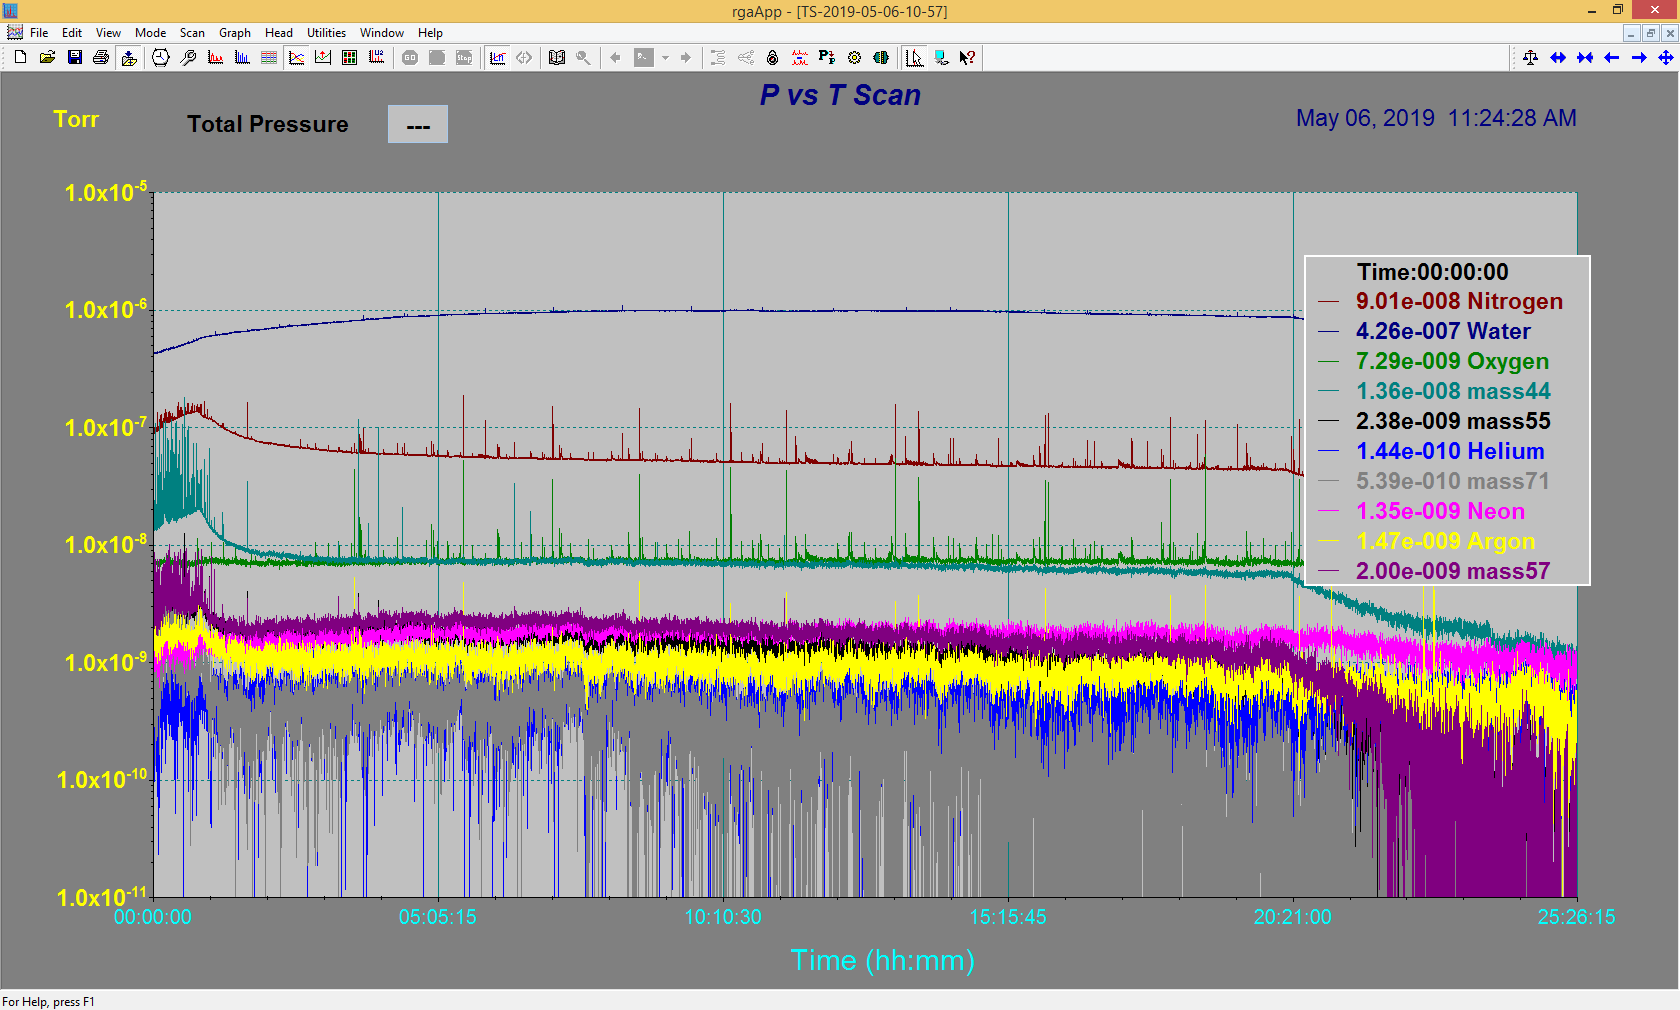 rgaApp - [TS-2019-05-06-10-57]
File Edit View Mode Scan Graph Head Utilities Window Help
GO Stop
P vs T Scan
Torr
Total Pressure ---
May 06, 2019 11:24:28 AM
1.0x10-5
1.0x10-6
1.0x10-7
1.0x10-8
1.0x10-9
1.0x10-10
1.0x10-11
Time:00:00:00
9.01e-008 Nitrogen
4.26e-007 Water
7.29e-009 Oxygen
1.36e-008 mass44
2.38e-009 mass55
1.44e-010 Helium
5.39e-010 mass71
1.35e-009 Neon
1.47e-009 Argon
2.00e-009 mass57
00:00:00 05:05:15 10:10:30 15:15:45 20:21:00 25:26:15
Time (hh:mm)
For Help, press F1